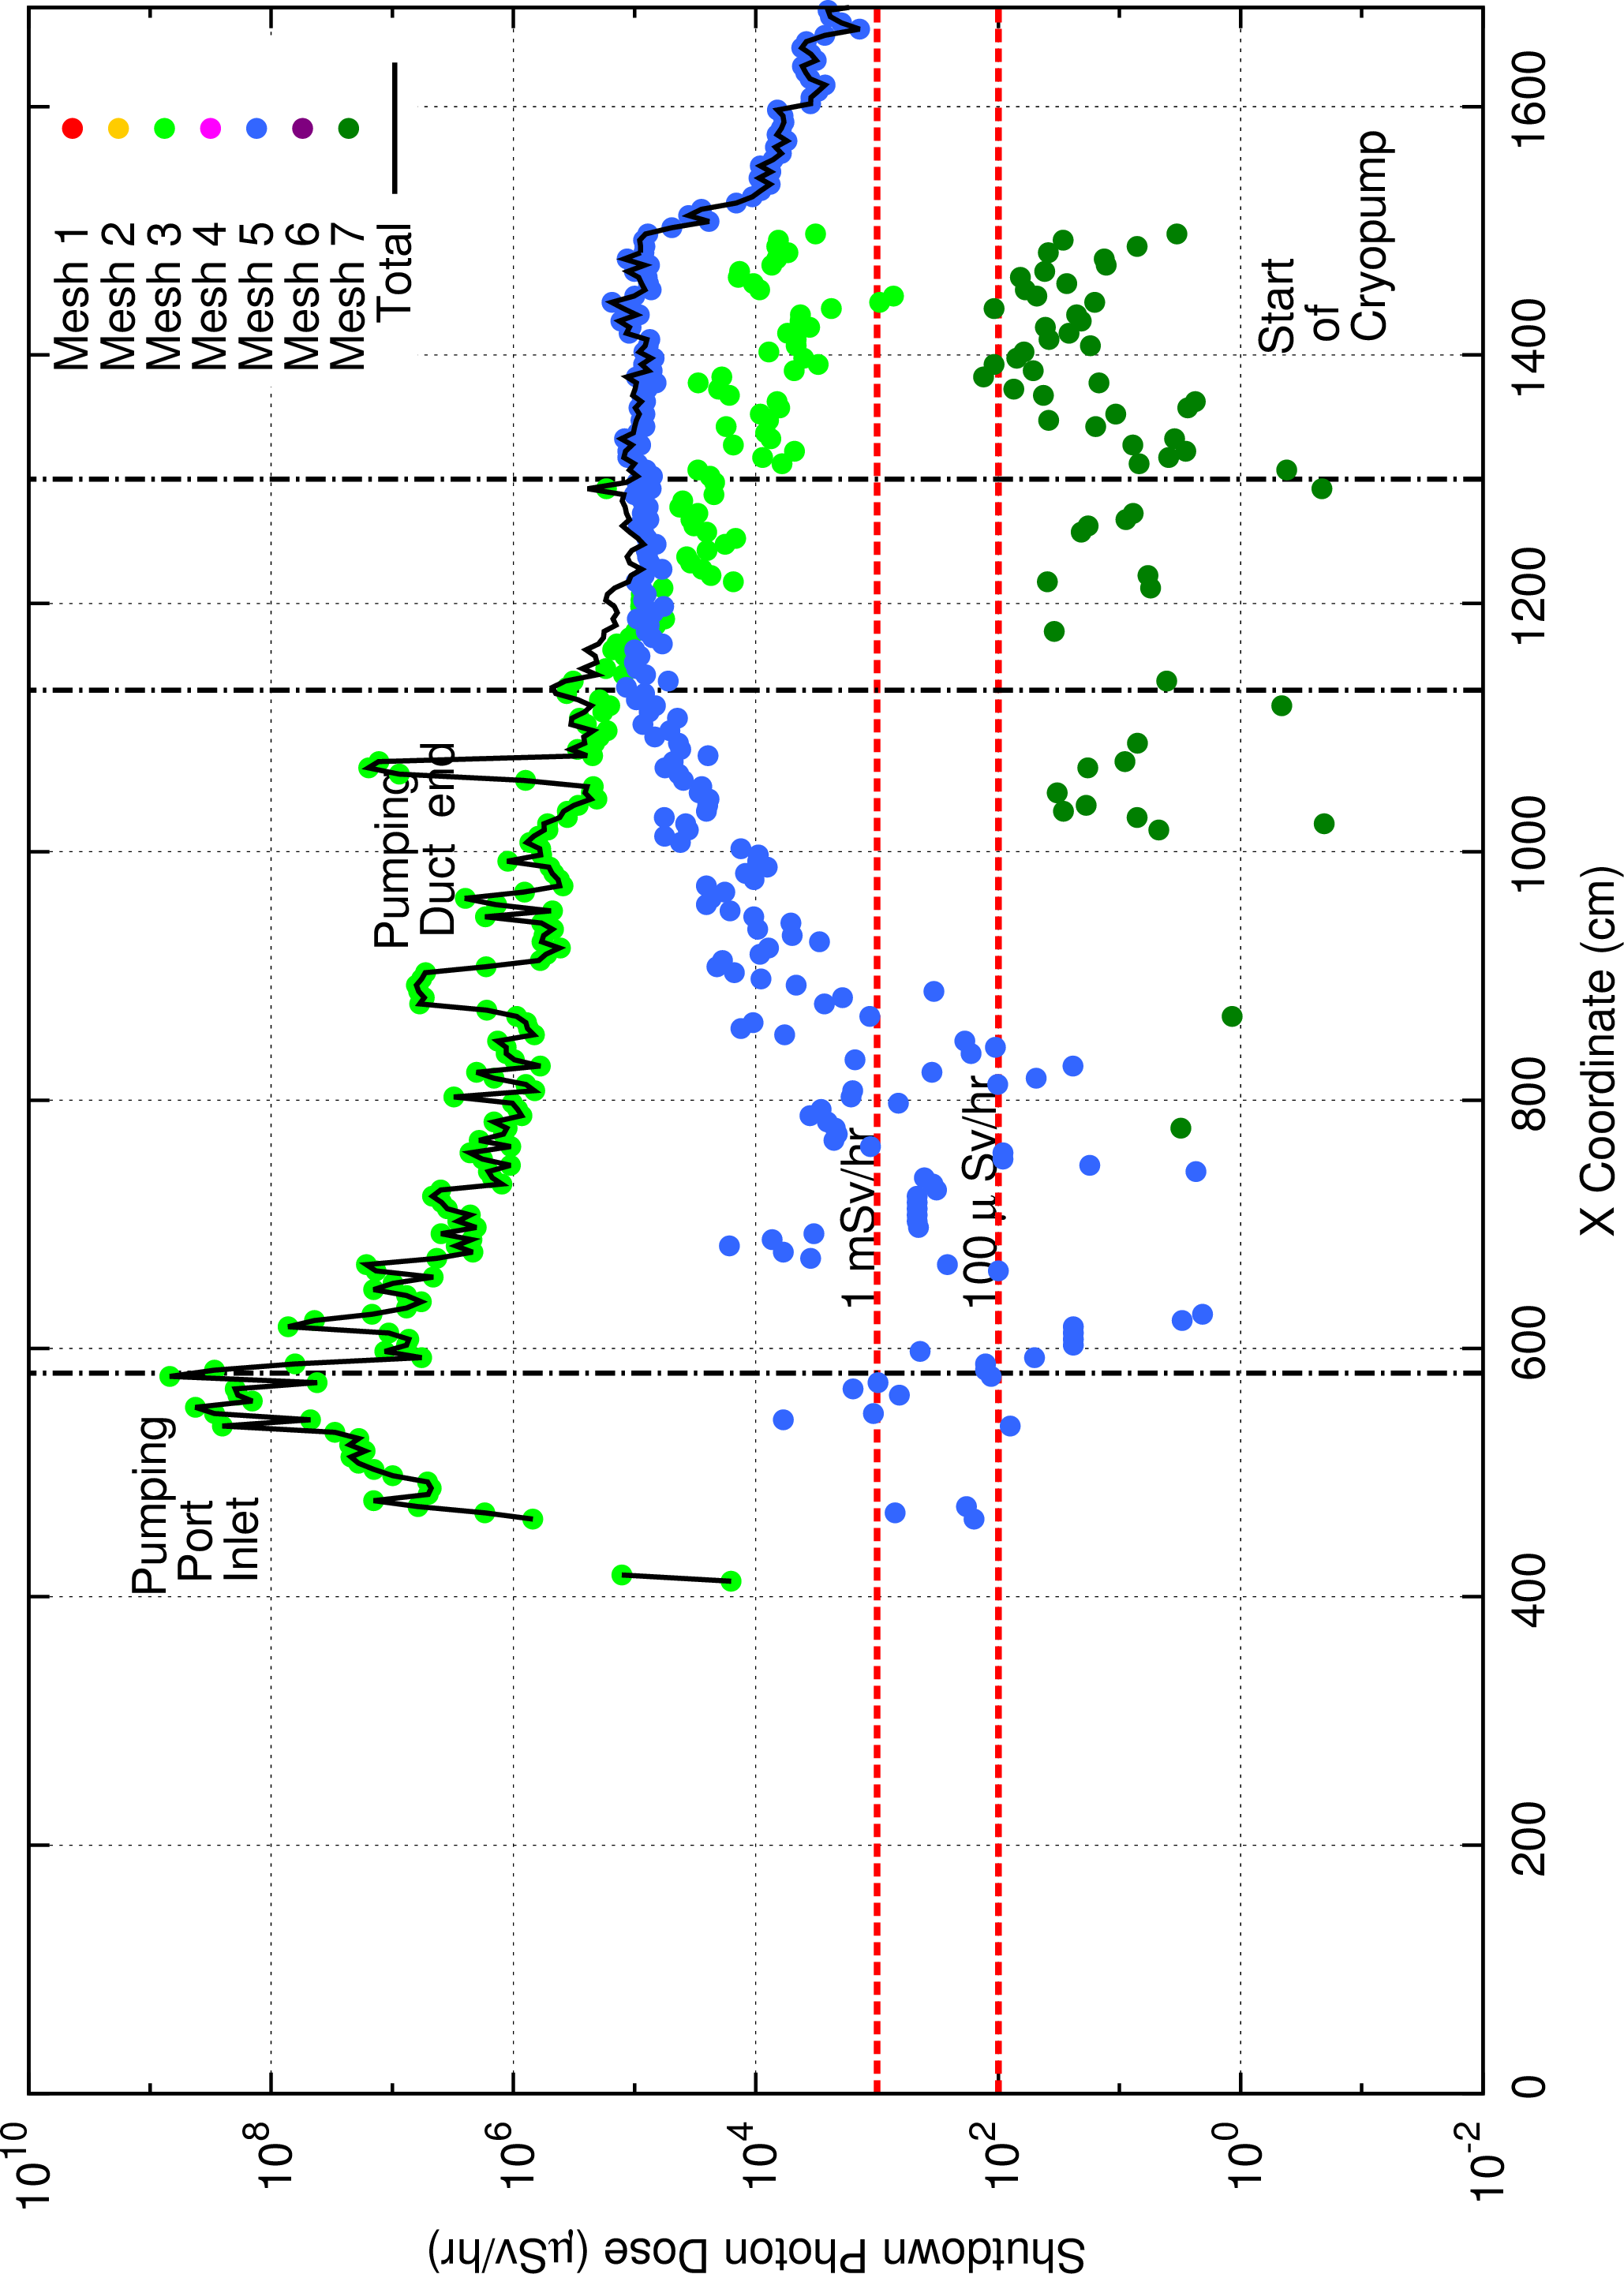 Mesh 1
Mesh 2
Mesh 3
Mesh 4
Mesh 5
Mesh 6
Mesh 7
Total
Pumping
Port
Inlet
Pumping
Duct end
Start
of
Cryopump
1 mSv/hr
100 μ Sv/hr
10^10
10^8
10^6
10^4
10^2
10^0
10^-2
0
200
400
600
800
1000
1200
1400
1600
X Coordinate (cm)
Shutdown Photon Dose (μSv/hr)